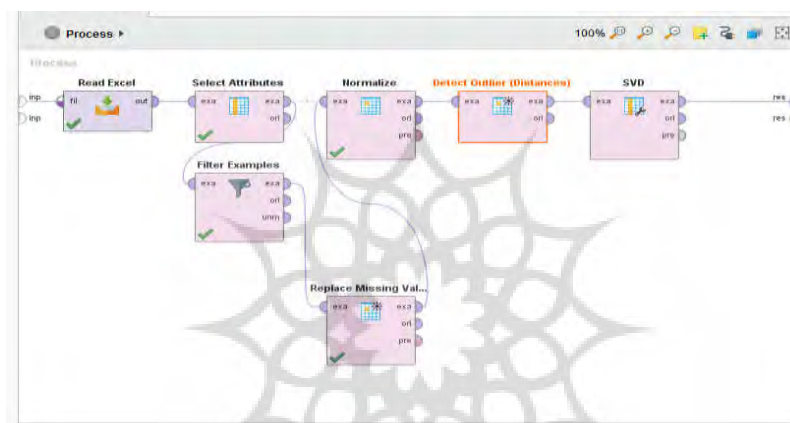 Process
100%
Process
Read Excel
Select Attributes
Normalize
Detect Outlier (Distances)
SVD
inp
fil
out
exa
exa
exa
exa
exa
exa
exa
exa
res
inp
ori
ori
ori
ori
res
pre
pre
Filter Examples
exa
exa
ori
unm
Replace Missing Val...
exa
exa
ori
pre